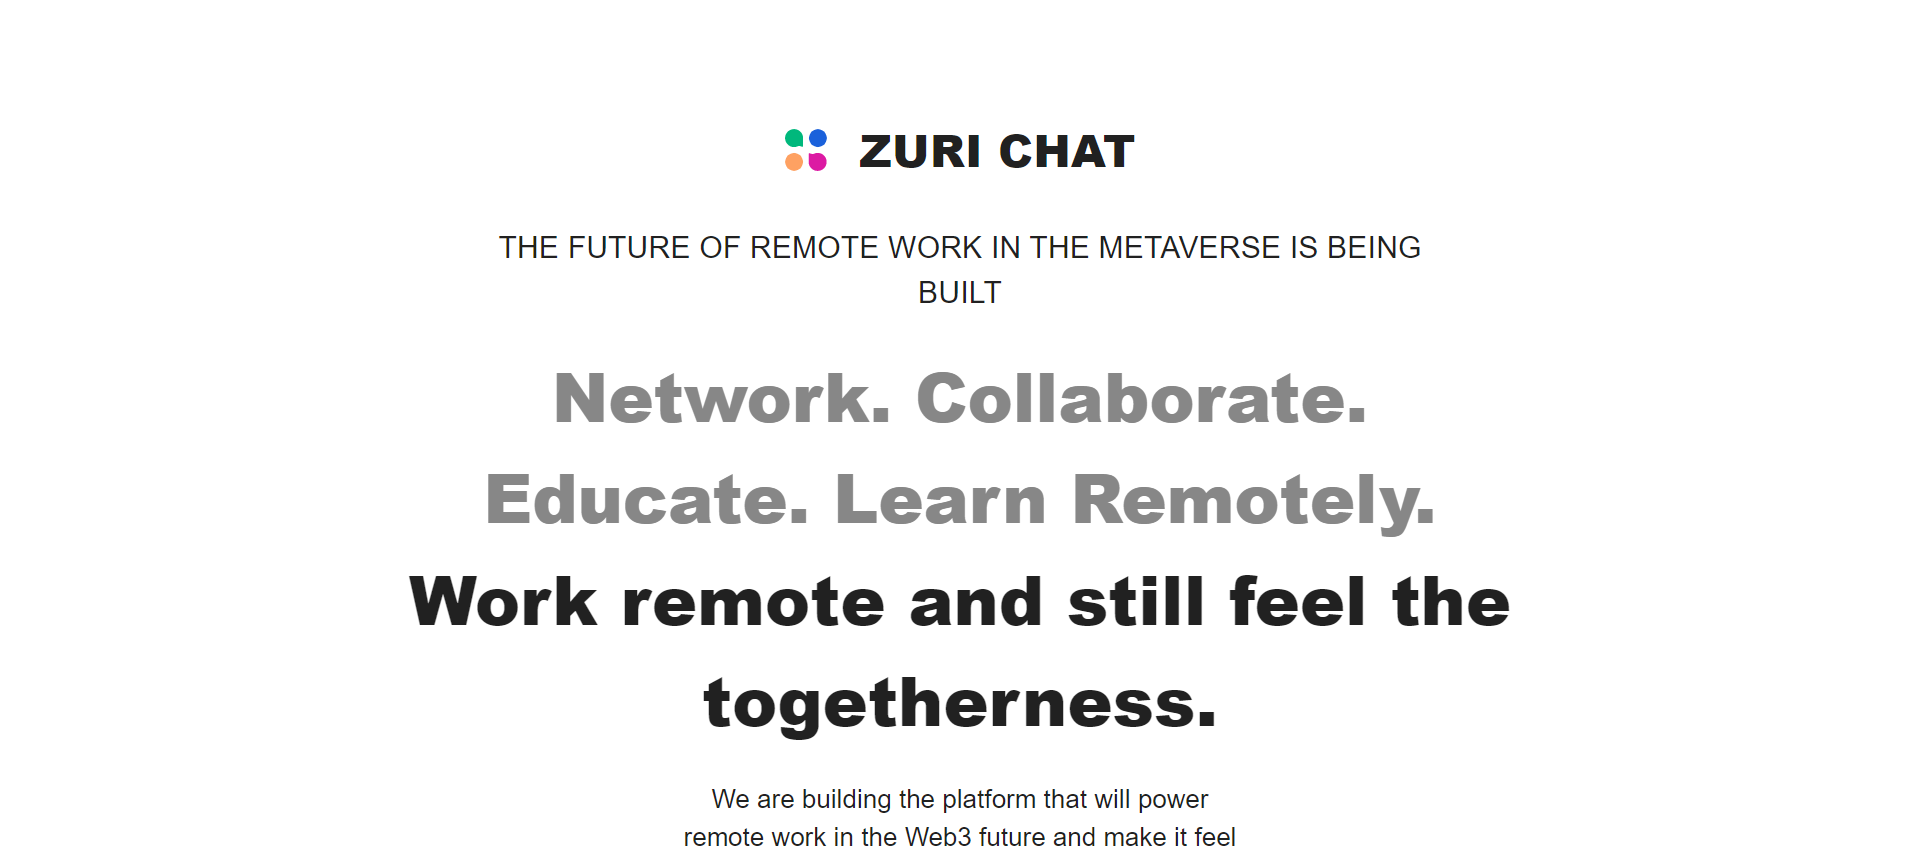 ZURI CHAT
THE FUTURE OF REMOTE WORK IN THE METAVERSE IS BEING
BUILT
Network. Collaborate.
Educate. Learn Remotely.
Work remote and still feel the
togetherness.
We are building the platform that will power
remote work in the Web3 future and make it feel